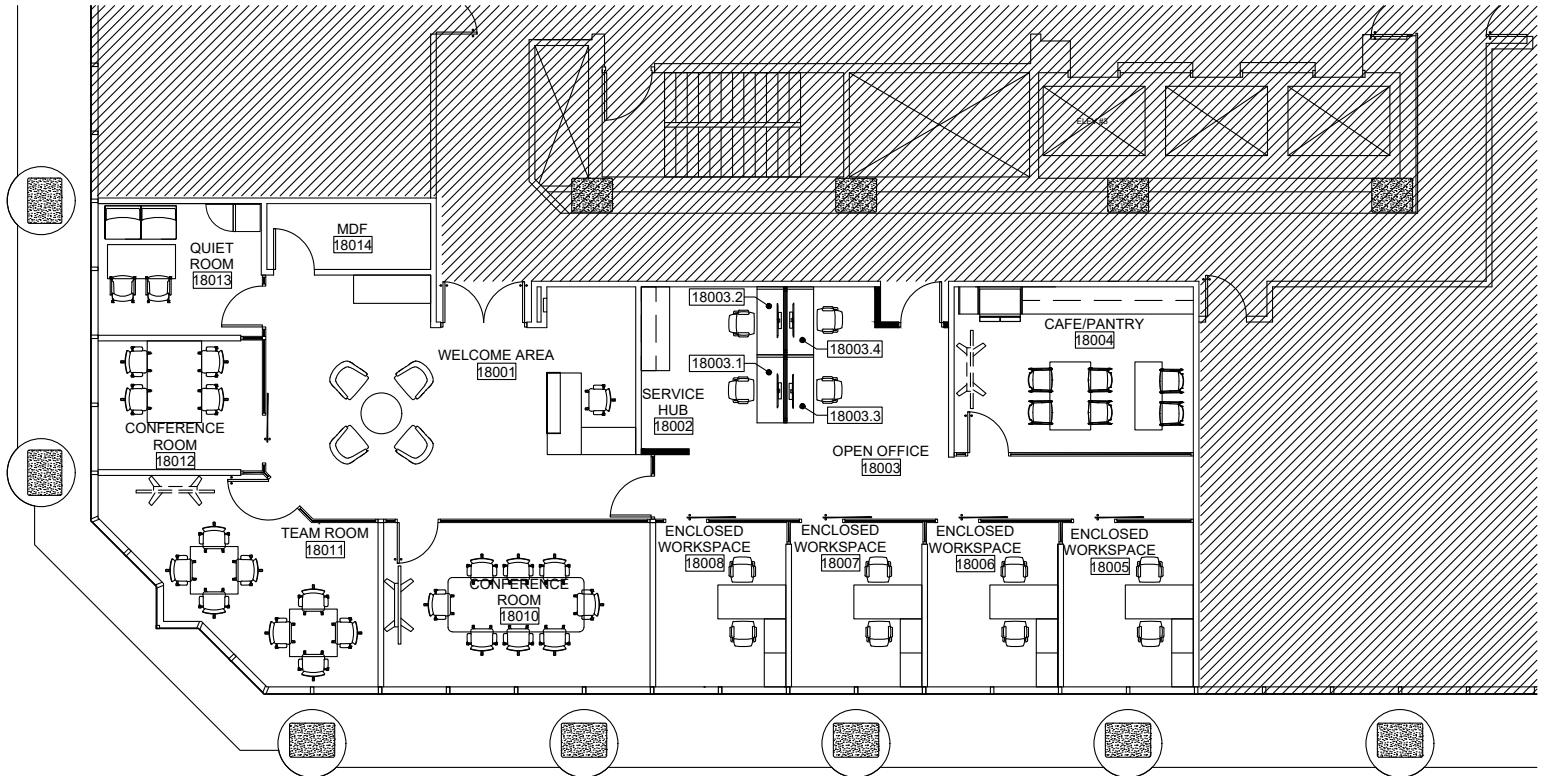 ELEV #3
MDF
18014
QUIET
ROOM
18013
18003.2
CAFE/PANTRY
18004
18003.4
WELCOME AREA
18001
18003.1
SERVICE
HUB
18002
18003.3
CONFERENCE
ROOM
18012
OPEN OFFICE
18003
TEAM ROOM
18011
ENCLOSED
WORKSPACE
18008
ENCLOSED
WORKSPACE
18007
ENCLOSED
WORKSPACE
18006
ENCLOSED
WORKSPACE
18005
CONFERENCE
ROOM
18010